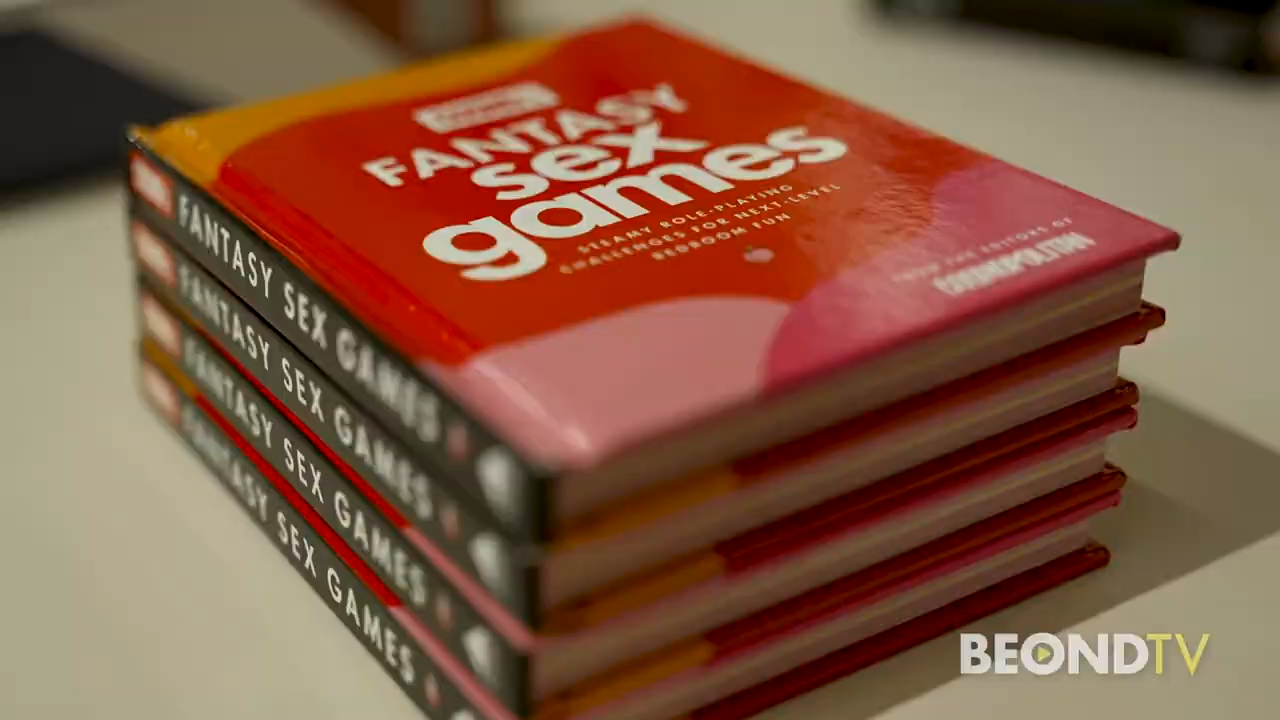 FANTASY
sex
games
STEAMY ROLE-PLAYING
CHALLENGES FOR NEXT-LEVEL
BEDROOM FUN
FROM THE EDITORS OF
COSMOPOLITAN
FANTASY SEX GAMES
FANTASY SEX GAMES
FANTASY SEX GAMES
FANTASY SEX GAMES
BEONDTV